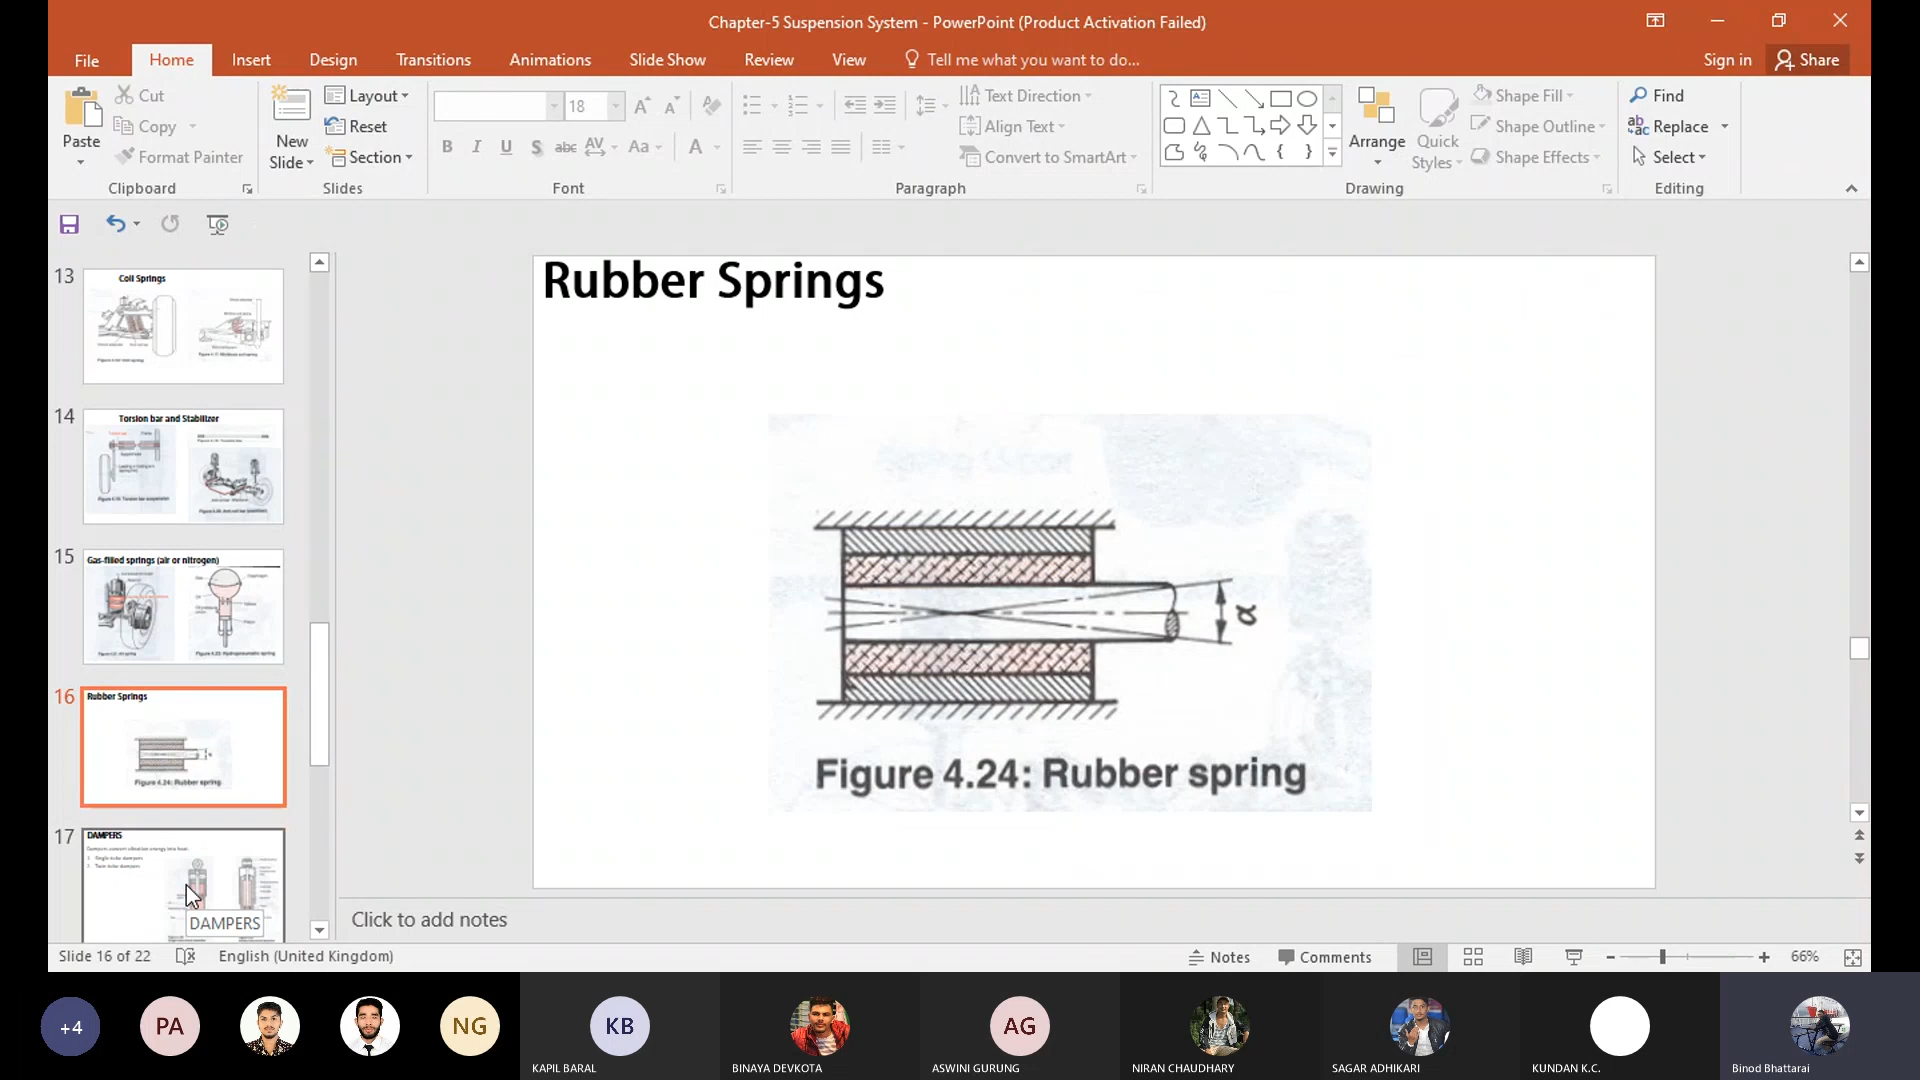 Chapter-5 Suspension System - PowerPoint (Product Activation Failed)
File Home Insert Design Transitions Animations Slide Show Review View Tell me what you want to do... Sign in Share
Paste
Cut
Copy
Format Painter
Clipboard
New Slide
Layout
Reset
Section
Slides
18
B I U S abc AV Aa A
Font
Text Direction
Align Text
Convert to SmartArt
Paragraph
Arrange
Quick Styles
Shape Fill
Shape Outline
Shape Effects
Drawing
Find
Replace
Select
Editing
13
Coil Springs
14
Torsion bar and Stabilizer
15
Gas-filled springs (air or nitrogen)
16
Rubber Springs
Figure 4.24: Rubber spring
17
DAMPERS
Dampers convert vibration energy into heat.
1. Single tube dampers
2. Twin tube dampers
DAMPERS
Rubber Springs
α
Figure 4.24: Rubber spring
Click to add notes
Slide 16 of 22 English (United Kingdom) Notes Comments 66%
+4 PA NG KB AG
KAPIL BARAL BINAYA DEVKOTA ASWINI GURUNG NIRAN CHAUDHARY SAGAR ADHIKARI KUNDAN K.C. Binod Bhattarai